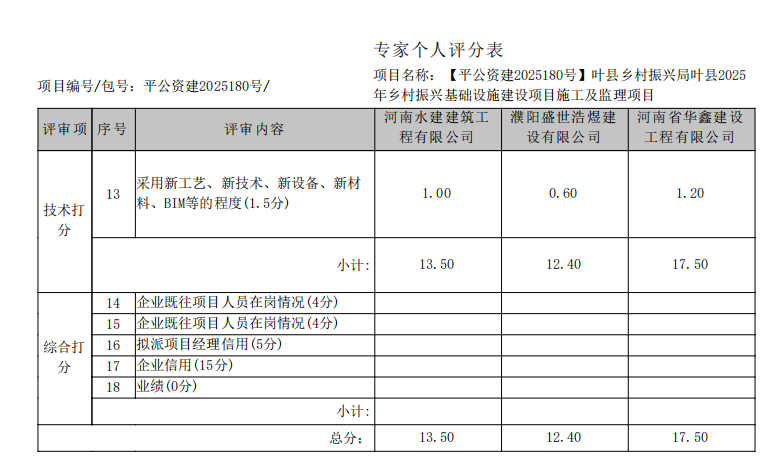 专家个人评分表
项目编号/包号：平公资建2025180号/
项目名称：【平公资建2025180号】叶县乡村振兴局叶县2025
年乡村振兴基础设施建设项目施工及监理项目
评审项 序号 评审内容 河南水建建筑工程有限公司 濮阳盛世浩煜建设有限公司 河南省华鑫建设工程有限公司
技术打分 13 采用新工艺、新技术、新设备、新材料、BIM等的程度(1.5分) 1.00 0.60 1.20
小计: 13.50 12.40 17.50
综合打分 14 企业既往项目人员在岗情况(4分)
15 企业既往项目人员在岗情况(4分)
16 拟派项目经理信用(5分)
17 企业信用(15分)
18 业绩(0分)
小计:
总分: 13.50 12.40 17.50